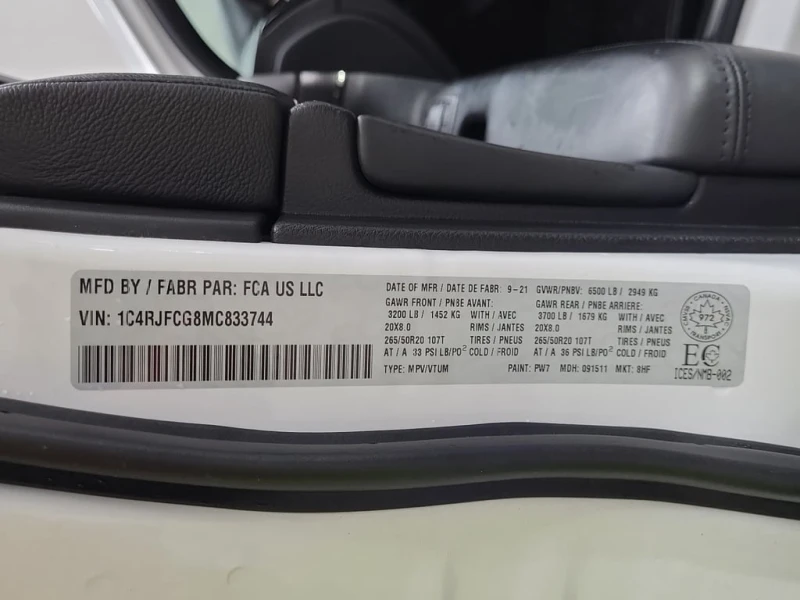 MFD BY / FABR PAR: FCA US LLC
VIN: 1C4RJFCG8MC833744
DATE OF MFR / DATE DE FABR: 9-21 GVWR/PNBV: 6500 LB / 2949 KG
GAWR FRONT / PNBE AVANT: GAWR REAR / PNBE ARRIERE:
3200 LB / 1452 KG WITH / AVEC 3700 LB / 1679 KG WITH / AVEC
20X8.0 RIMS / JANTES 20X8.0 RIMS / JANTES
265/50R20 107T TIRES / PNEUS 265/50R20 107T TIRES / PNEUS
AT / A 33 PSI LB/PO² COLD / FROID AT / A 36 PSI LB/PO² COLD / FROID
TYPE: MPV/VTUM PAINT: PW7 MDH: 091511 MKT: 8HF
CANADA
972
TRANSPORT
EC
ICES/NMB-002